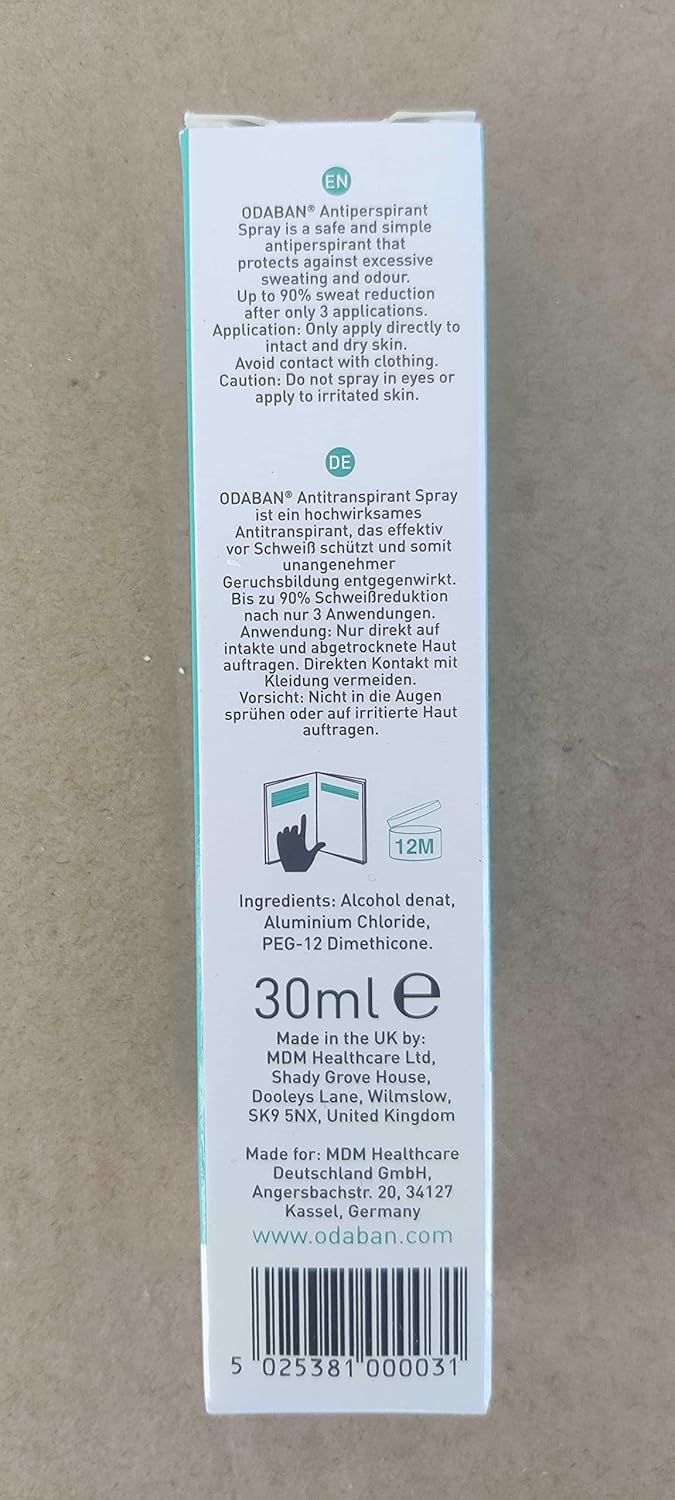 EN
ODABAN® Antiperspirant
Spray is a safe and simple
antiperspirant that
protects against excessive
sweating and odour.
Up to 90% sweat reduction
after only 3 applications.
Application: Only apply directly to
intact and dry skin.
Avoid contact with clothing.
Caution: Do not spray in eyes or
apply to irritated skin.
DE
ODABAN® Antitranspirant Spray
ist ein hochwirksames
Antitranspirant, das effektiv
vor Schweiß schützt und somit
unangenehmer
Geruchsbildung entgegenwirkt.
Bis zu 90% Schweißreduktion
nach nur 3 Anwendungen.
Anwendung: Nur direkt auf
intakte und abgetrocknete Haut
auftragen. Direkten Kontakt mit
Kleidung vermeiden.
Vorsicht: Nicht in die Augen
sprühen oder auf irritierte Haut
auftragen.
12M
Ingredients: Alcohol denat,
Aluminium Chloride,
PEG-12 Dimethicone.
30ml e
Made in the UK by:
MDM Healthcare Ltd,
Shady Grove House,
Dooleys Lane, Wilmslow,
SK9 5NX, United Kingdom
Made for: MDM Healthcare
Deutschland GmbH,
Angersbachstr. 20, 34127
Kassel, Germany
www.odaban.com
5 025381 000031